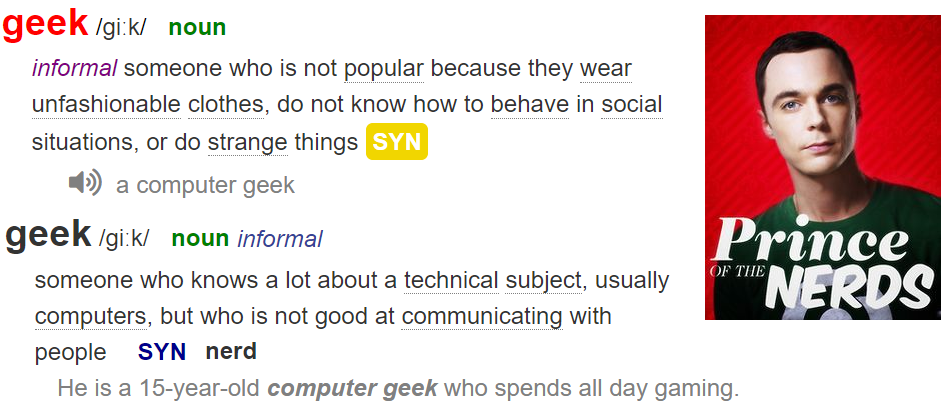 geek /giːk/ noun
informal someone who is not popular because they wear
unfashionable clothes, do not know how to behave in social
situations, or do strange things SYN
a computer geek
geek /giːk/ noun informal
someone who knows a lot about a technical subject, usually
computers, but who is not good at communicating with
people SYN nerd
He is a 15-year-old computer geek who spends all day gaming.
Prince
OF THE NERDS